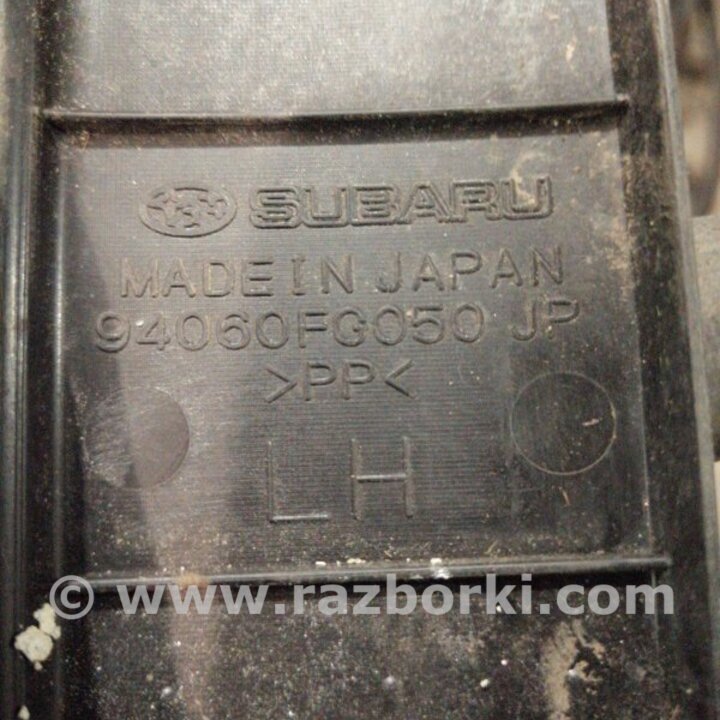 SUBARU
MADE IN JAPAN
94060FG050 JP
>PP<
LH
© www.razborki.com